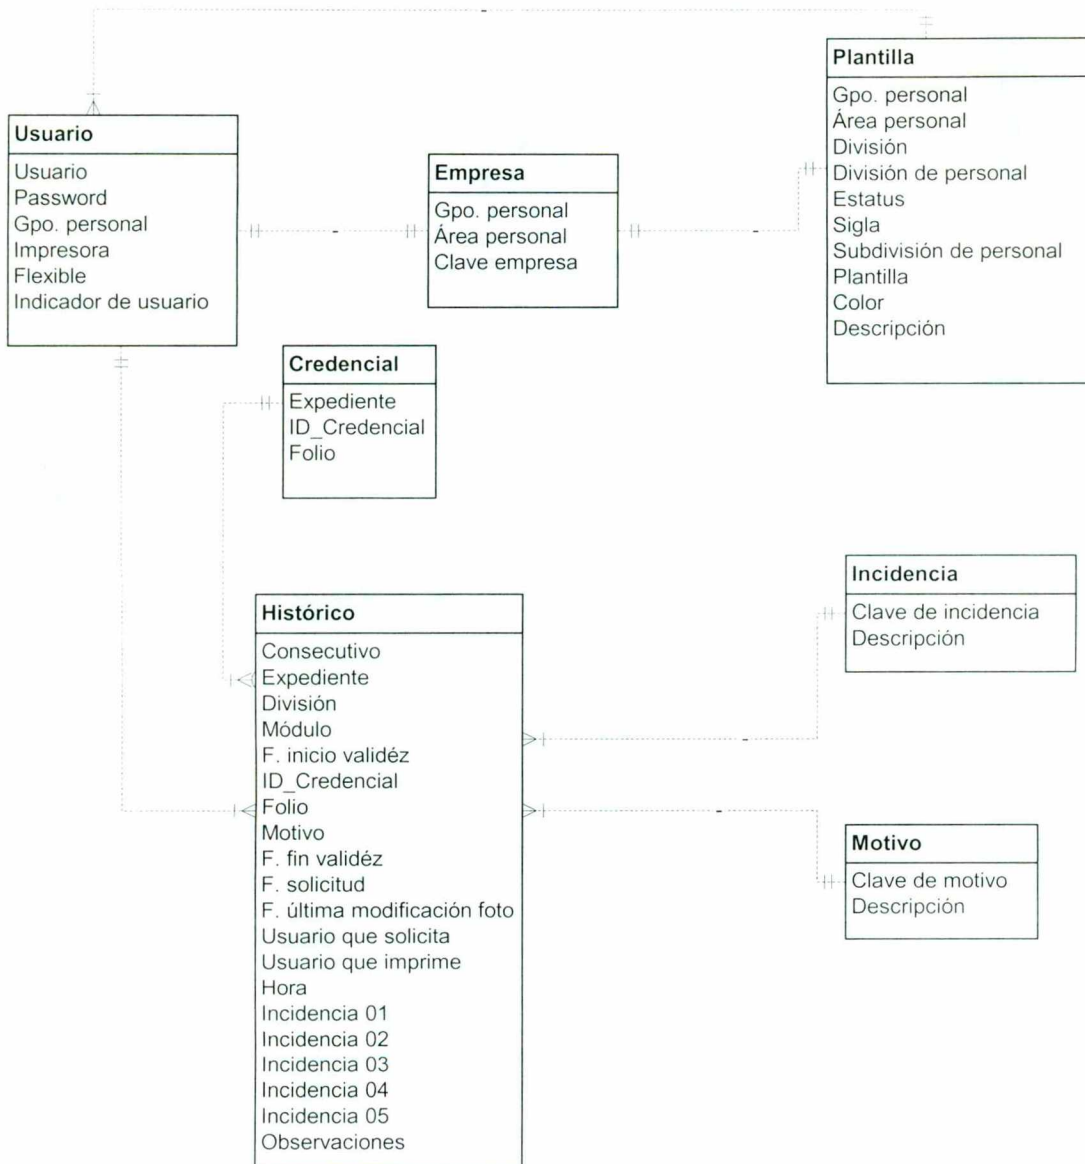 Plantilla
Gpo. personal
Área personal
División
División de personal
Estatus
Sigla
Subdivisión de personal
Plantilla
Color
Descripción
Usuario
Usuario
Password
Gpo. personal
Impresora
Flexible
Indicador de usuario
Empresa
Gpo. personal
Área personal
Clave empresa
Credencial
Expediente
ID_Credencial
Folio
Incidencia
Clave de incidencia
Descripción
Histórico
Consecutivo
Expediente
División
Módulo
F. inicio validéz
ID_Credencial
Folio
Motivo
F. fin validéz
F. solicitud
F. última modificación foto
Usuario que solicita
Usuario que imprime
Hora
Incidencia 01
Incidencia 02
Incidencia 03
Incidencia 04
Incidencia 05
Observaciones
Motivo
Clave de motivo
Descripción